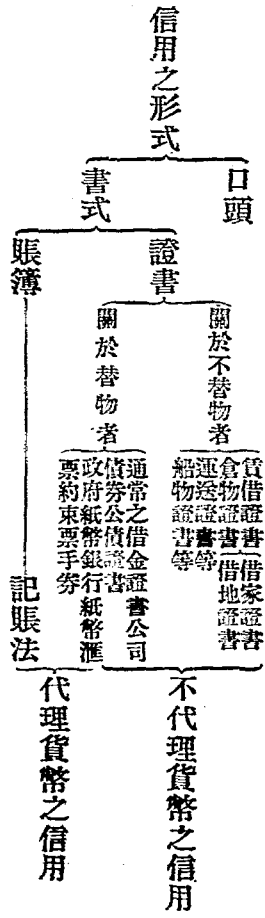 信用之形式
口頭
書式
證書
賬簿
關於不替物者
關於替物者
賃借證書
借家證書
借地證書
倉物證書
運送證書等
船物證書等
通常之借金證書公司
債券公債證書
政府紙幣銀行紙幣滙
票約束票手券
記賬法
不代理貨幣之信用
代理貨幣之信用